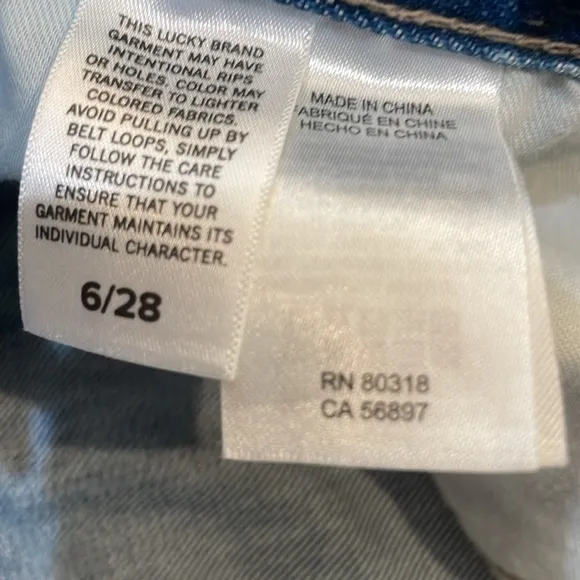 THIS LUCKY BRAND
GARMENT MAY HAVE
INTENTIONAL RIPS
OR HOLES. COLOR MAY
TRANSFER TO LIGHTER
COLORED FABRICS.
AVOID PULLING UP BY
BELT LOOPS, SIMPLY
FOLLOW THE CARE
INSTRUCTIONS TO
ENSURE THAT YOUR
GARMENT MAINTAINS ITS
INDIVIDUAL CHARACTER.
6/28
MADE IN CHINA
FABRIQUÉ EN CHINE
HECHO EN CHINA
RN 80318
CA 56897